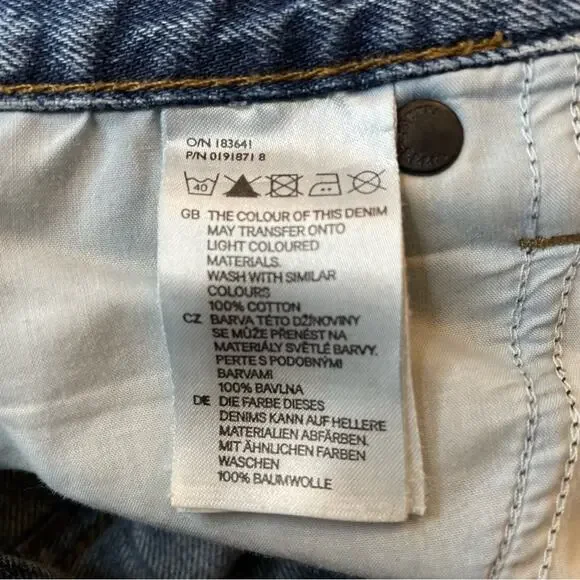 O/N 183641
P/N 0191871 8
40
GB THE COLOUR OF THIS DENIM
MAY TRANSFER ONTO
LIGHT COLOURED
MATERIALS.
WASH WITH SIMILAR
COLOURS
100% COTTON
CZ BARVA TÉTO DŽÍNOVINY
SE MŮŽE PŘENÉST NA
MATERIÁLY SVĚTLÉ BARVY.
PERTE S PODOBNÝMI
BARVAMI
100% BAVLNA
DE DIE FARBE DIESES
DENIMS KANN AUF HELLERE
MATERIALIEN ABFÄRBEN.
MIT ÄHNLICHEN FARBEN
WASCHEN
100% BAUMWOLLE